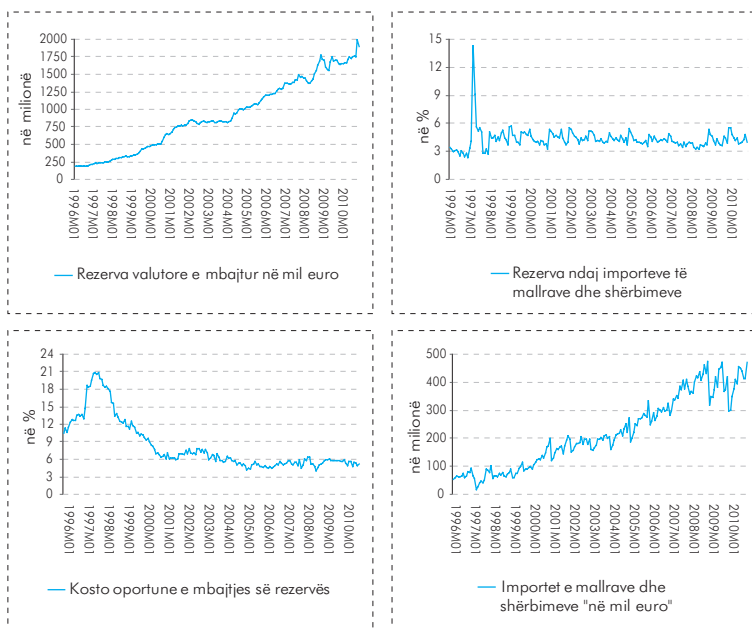 në milionë
2000
1750
1500
1250
1000
750
500
250
0
1996M01
1997M01
1998M01
1999M01
2000M01
2001M01
2002M01
2003M01
2004M01
2005M01
2006M01
2007M01
2008M01
2009M01
2010M01
Rezerva valutore e mbajtur në mil euro
në %
15
12
9
6
3
0
1996M01
1997M01
1998M01
1999M01
2000M01
2001M01
2002M01
2003M01
2004M01
2005M01
2006M01
2007M01
2008M01
2009M01
2010M01
Rezerva ndaj importeve të
mallrave dhe shërbimeve
në %
24
21
18
15
12
9
6
3
0
1996M01
1997M01
1998M01
1999M01
2000M01
2001M01
2002M01
2003M01
2004M01
2005M01
2006M01
2007M01
2008M01
2009M01
2010M01
Kosto oportune e mbajtjes së rezervës
në milionë
500
400
300
200
100
0
1996M01
1997M01
1998M01
1999M01
2000M01
2001M01
2002M01
2003M01
2004M01
2005M01
2006M01
2007M01
2008M01
2009M01
2010M01
Importet e mallrave dhe
shërbimeve "në mil euro"